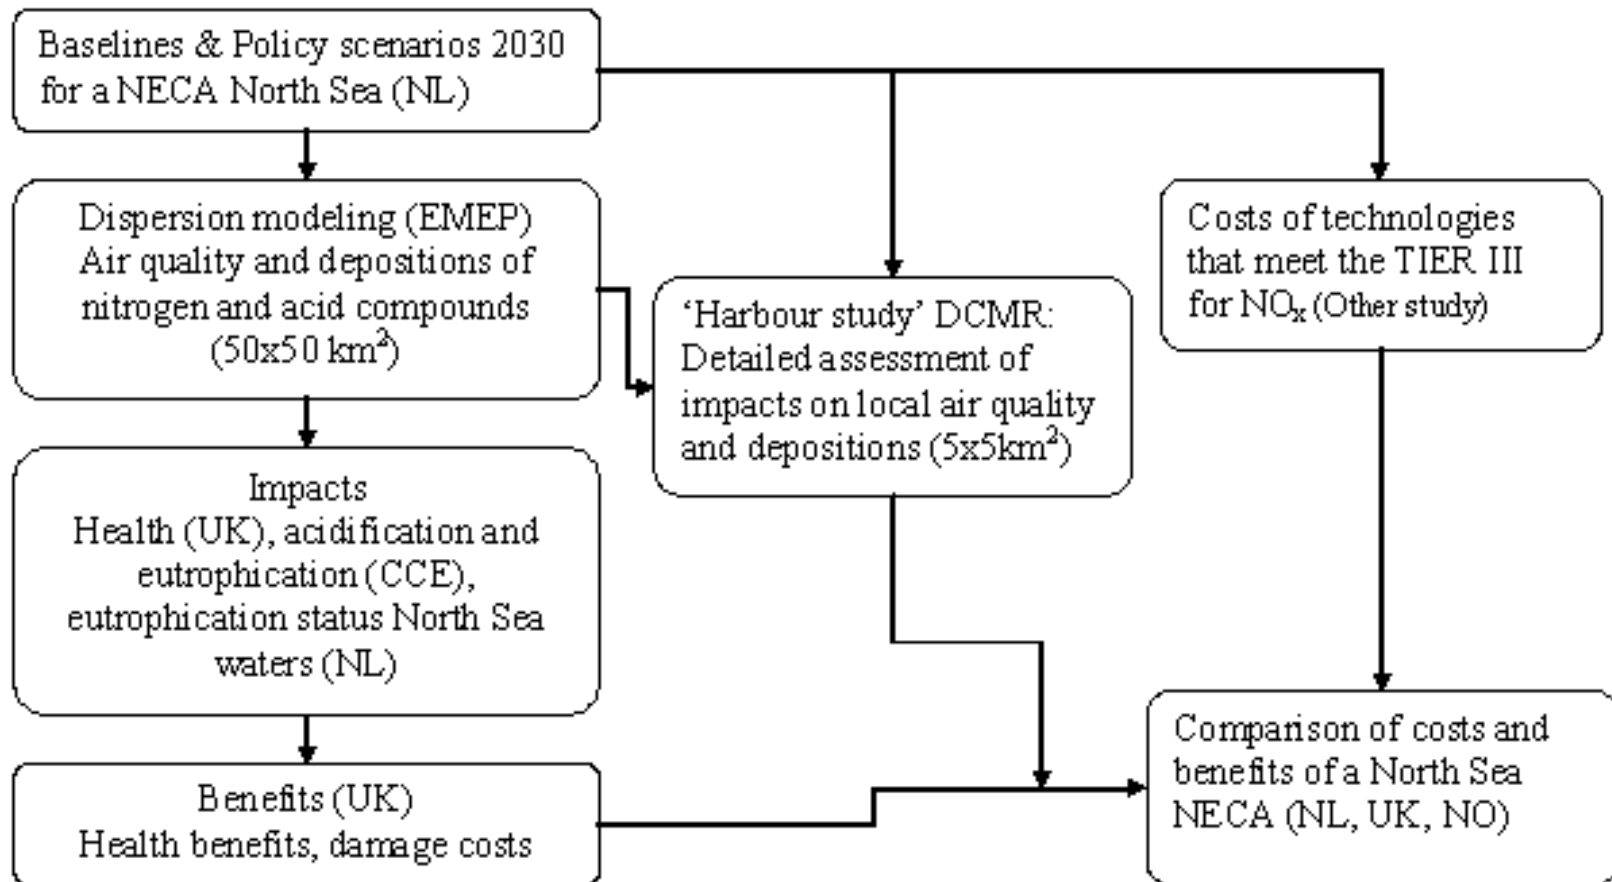 Baselines & Policy scenarios 2030
for a NECA North Sea (NL)
Dispersion modeling (EMEP)
Air quality and depositions of
nitrogen and acid compounds
(50x50 km²)
Impacts
Health (UK), acidification and
eutrophication (CCE),
eutrophication status North Sea
waters (NL)
Benefits (UK)
Health benefits, damage costs
‘Harbour study’ DCMR:
Detailed assessment of
impacts on local air quality
and depositions (5x5km²)
Costs of technologies
that meet the TIER III
for NOₓ (Other study)
Comparison of costs and
benefits of a North Sea
NECA (NL, UK, NO)